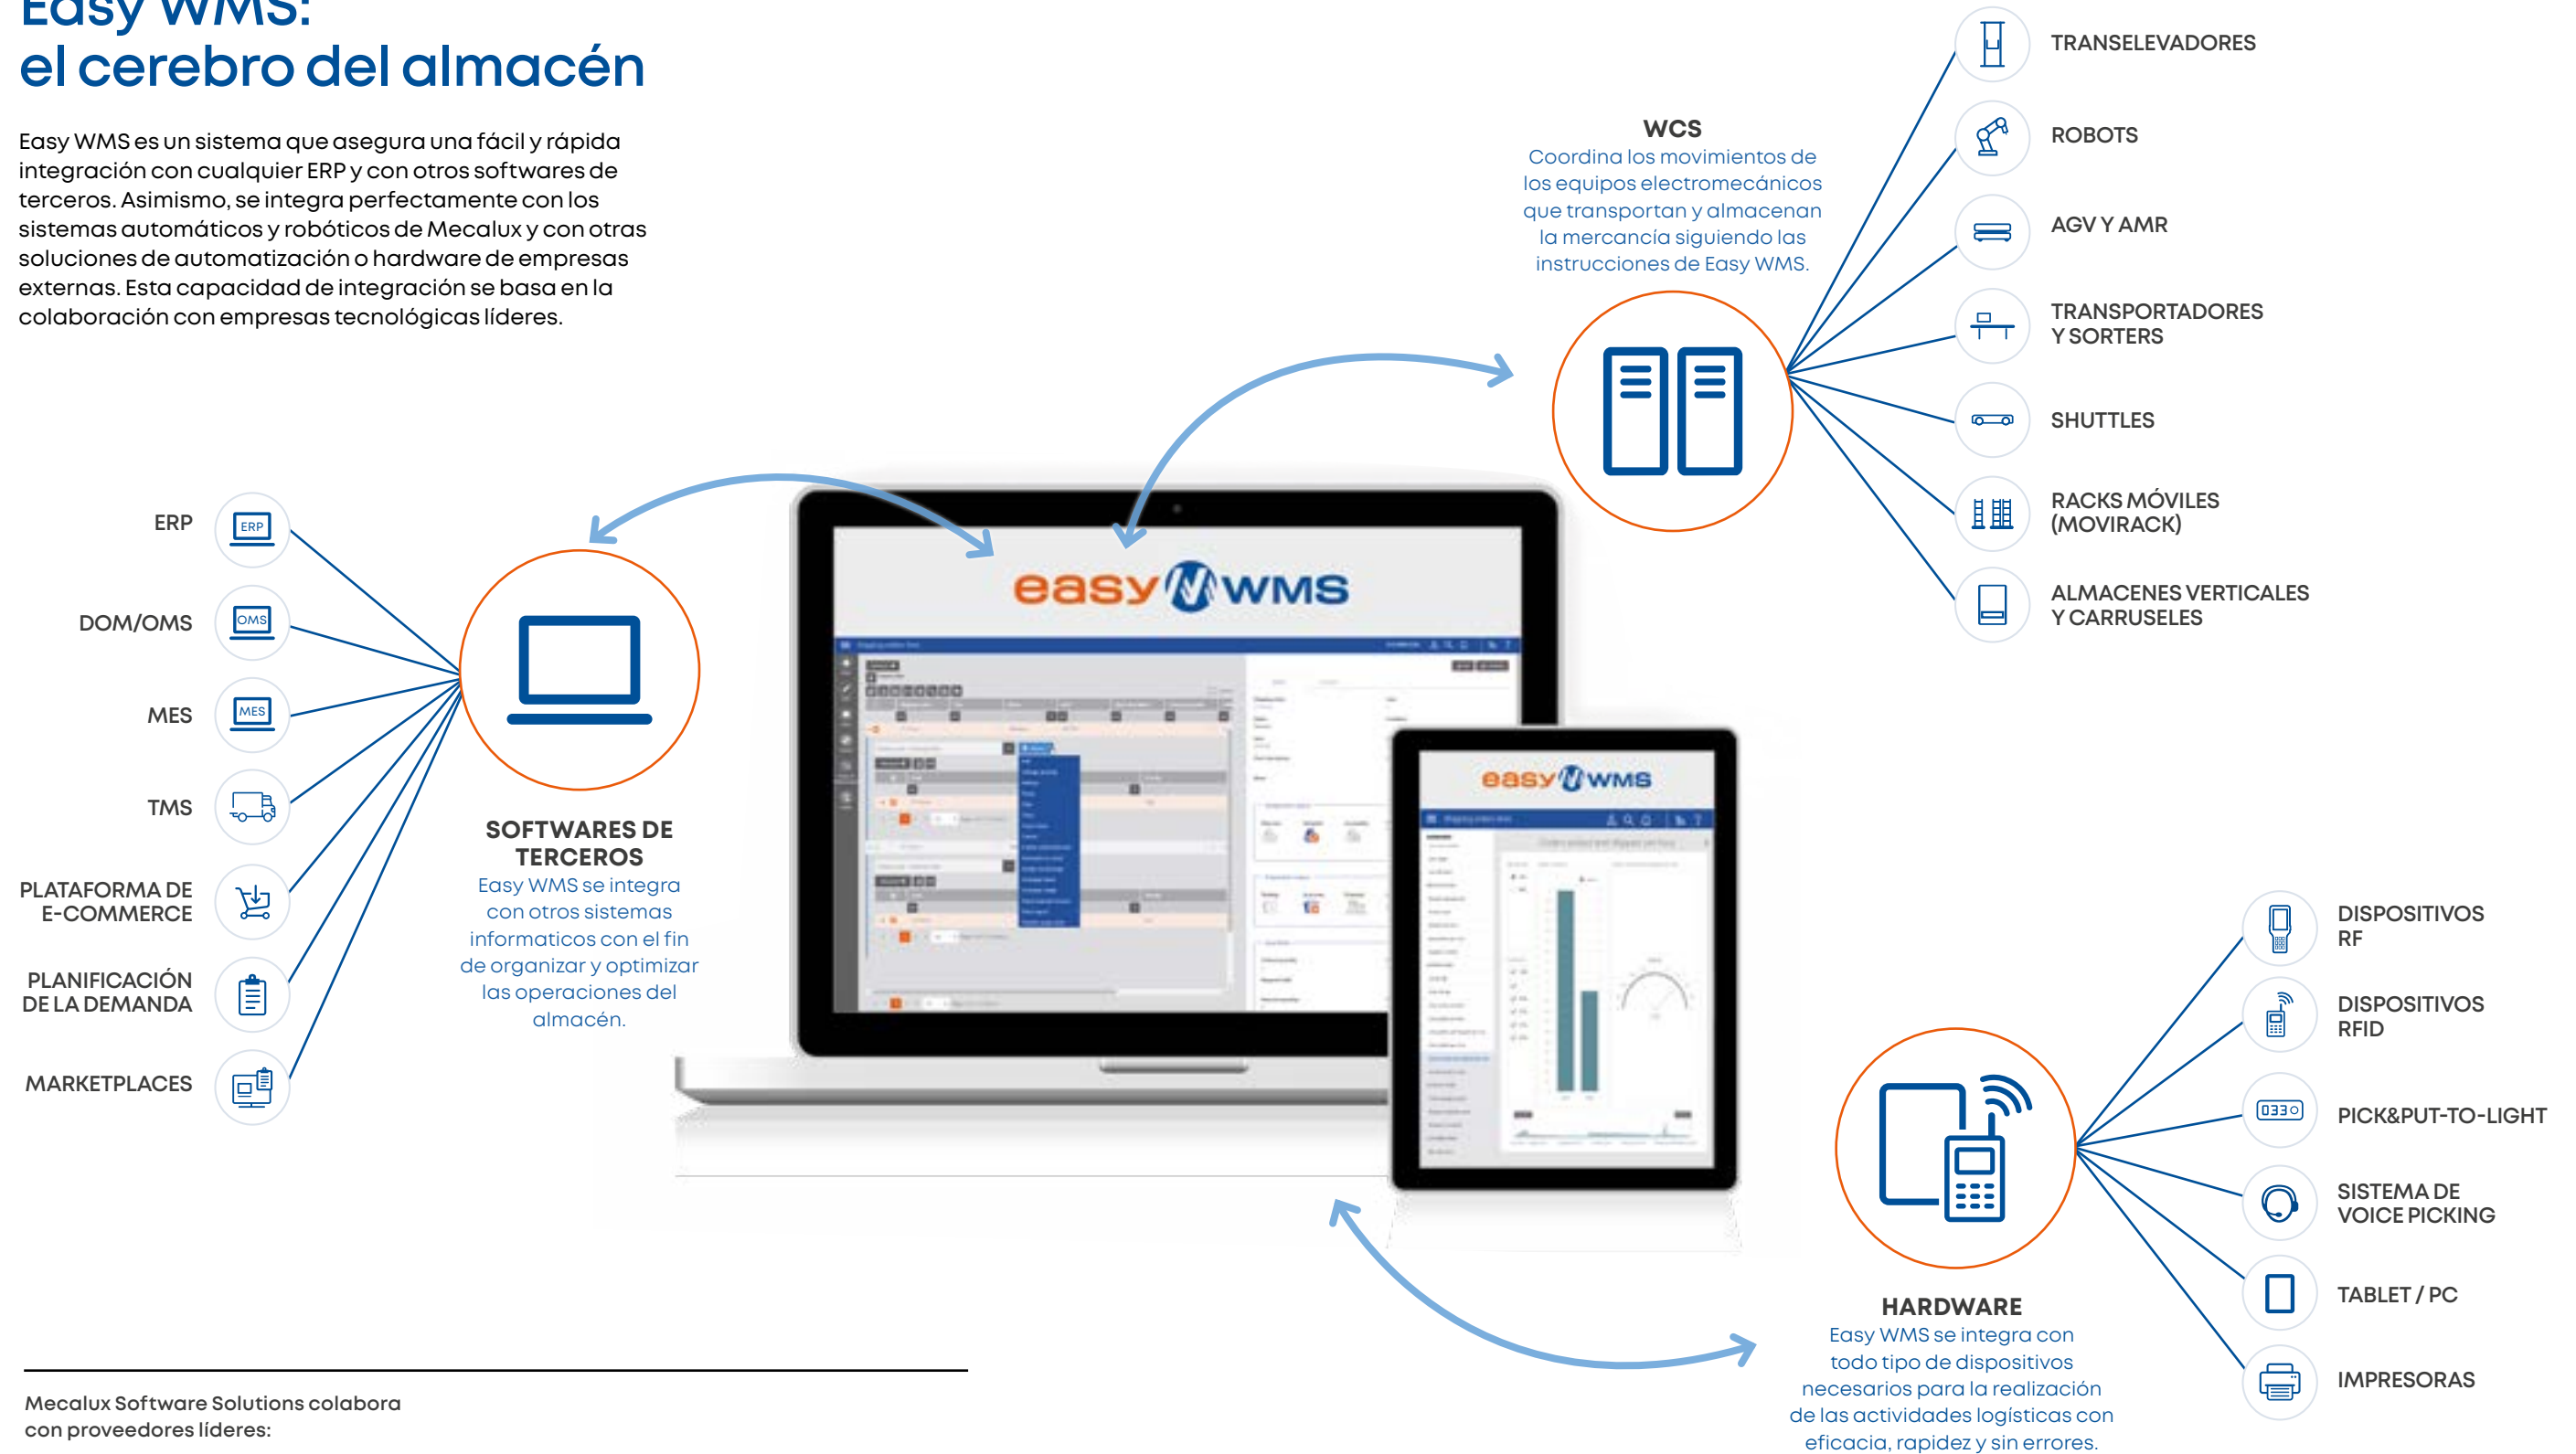 Easy WMS:
el cerebro del almacén
Easy WMS es un sistema que asegura una fácil y rápida
integración con cualquier ERP y con otros softwares de
terceros. Asimismo, se integra perfectamente con los
sistemas automáticos y robóticos de Mecalux y con otras
soluciones de automatización o hardware de empresas
externas. Esta capacidad de integración se basa en la
colaboración con empresas tecnológicas líderes.
WCS
Coordina los movimientos de
los equipos electromecánicos
que transportan y almacenan
la mercancía siguiendo las
instrucciones de Easy WMS.
TRANSELEVADORES
ROBOTS
AGV Y AMR
TRANSPORTADORES
Y SORTERS
SHUTTLES
RACKS MÓVILES
(MOVIRACK)
ALMACENES VERTICALES
Y CARRUSELES
ERP
ERP
DOM/OMS
OMS
MES
MES
TMS
PLATAFORMA DE
E-COMMERCE
PLANIFICACIÓN
DE LA DEMANDA
MARKETPLACES
SOFTWARES DE
TERCEROS
Easy WMS se integra
con otros sistemas
informaticos con el fin
de organizar y optimizar
las operaciones del
almacén.
easy WMS
easy WMS
DISPOSITIVOS
RF
DISPOSITIVOS
RFID
033
PICK&PUT-TO-LIGHT
SISTEMA DE
VOICE PICKING
TABLET / PC
IMPRESORAS
HARDWARE
Easy WMS se integra con
todo tipo de dispositivos
necesarios para la realización
de las actividades logísticas con
eficacia, rapidez y sin errores.
Mecalux Software Solutions colabora
con proveedores líderes: